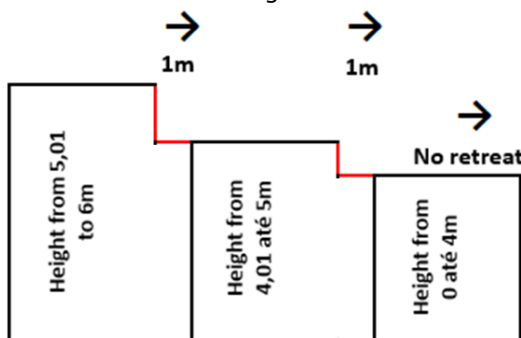 1m
1m
No retreat
Height from 5,01
to 6m
Height from
4,01 até 5m
Height from
0 até 4m